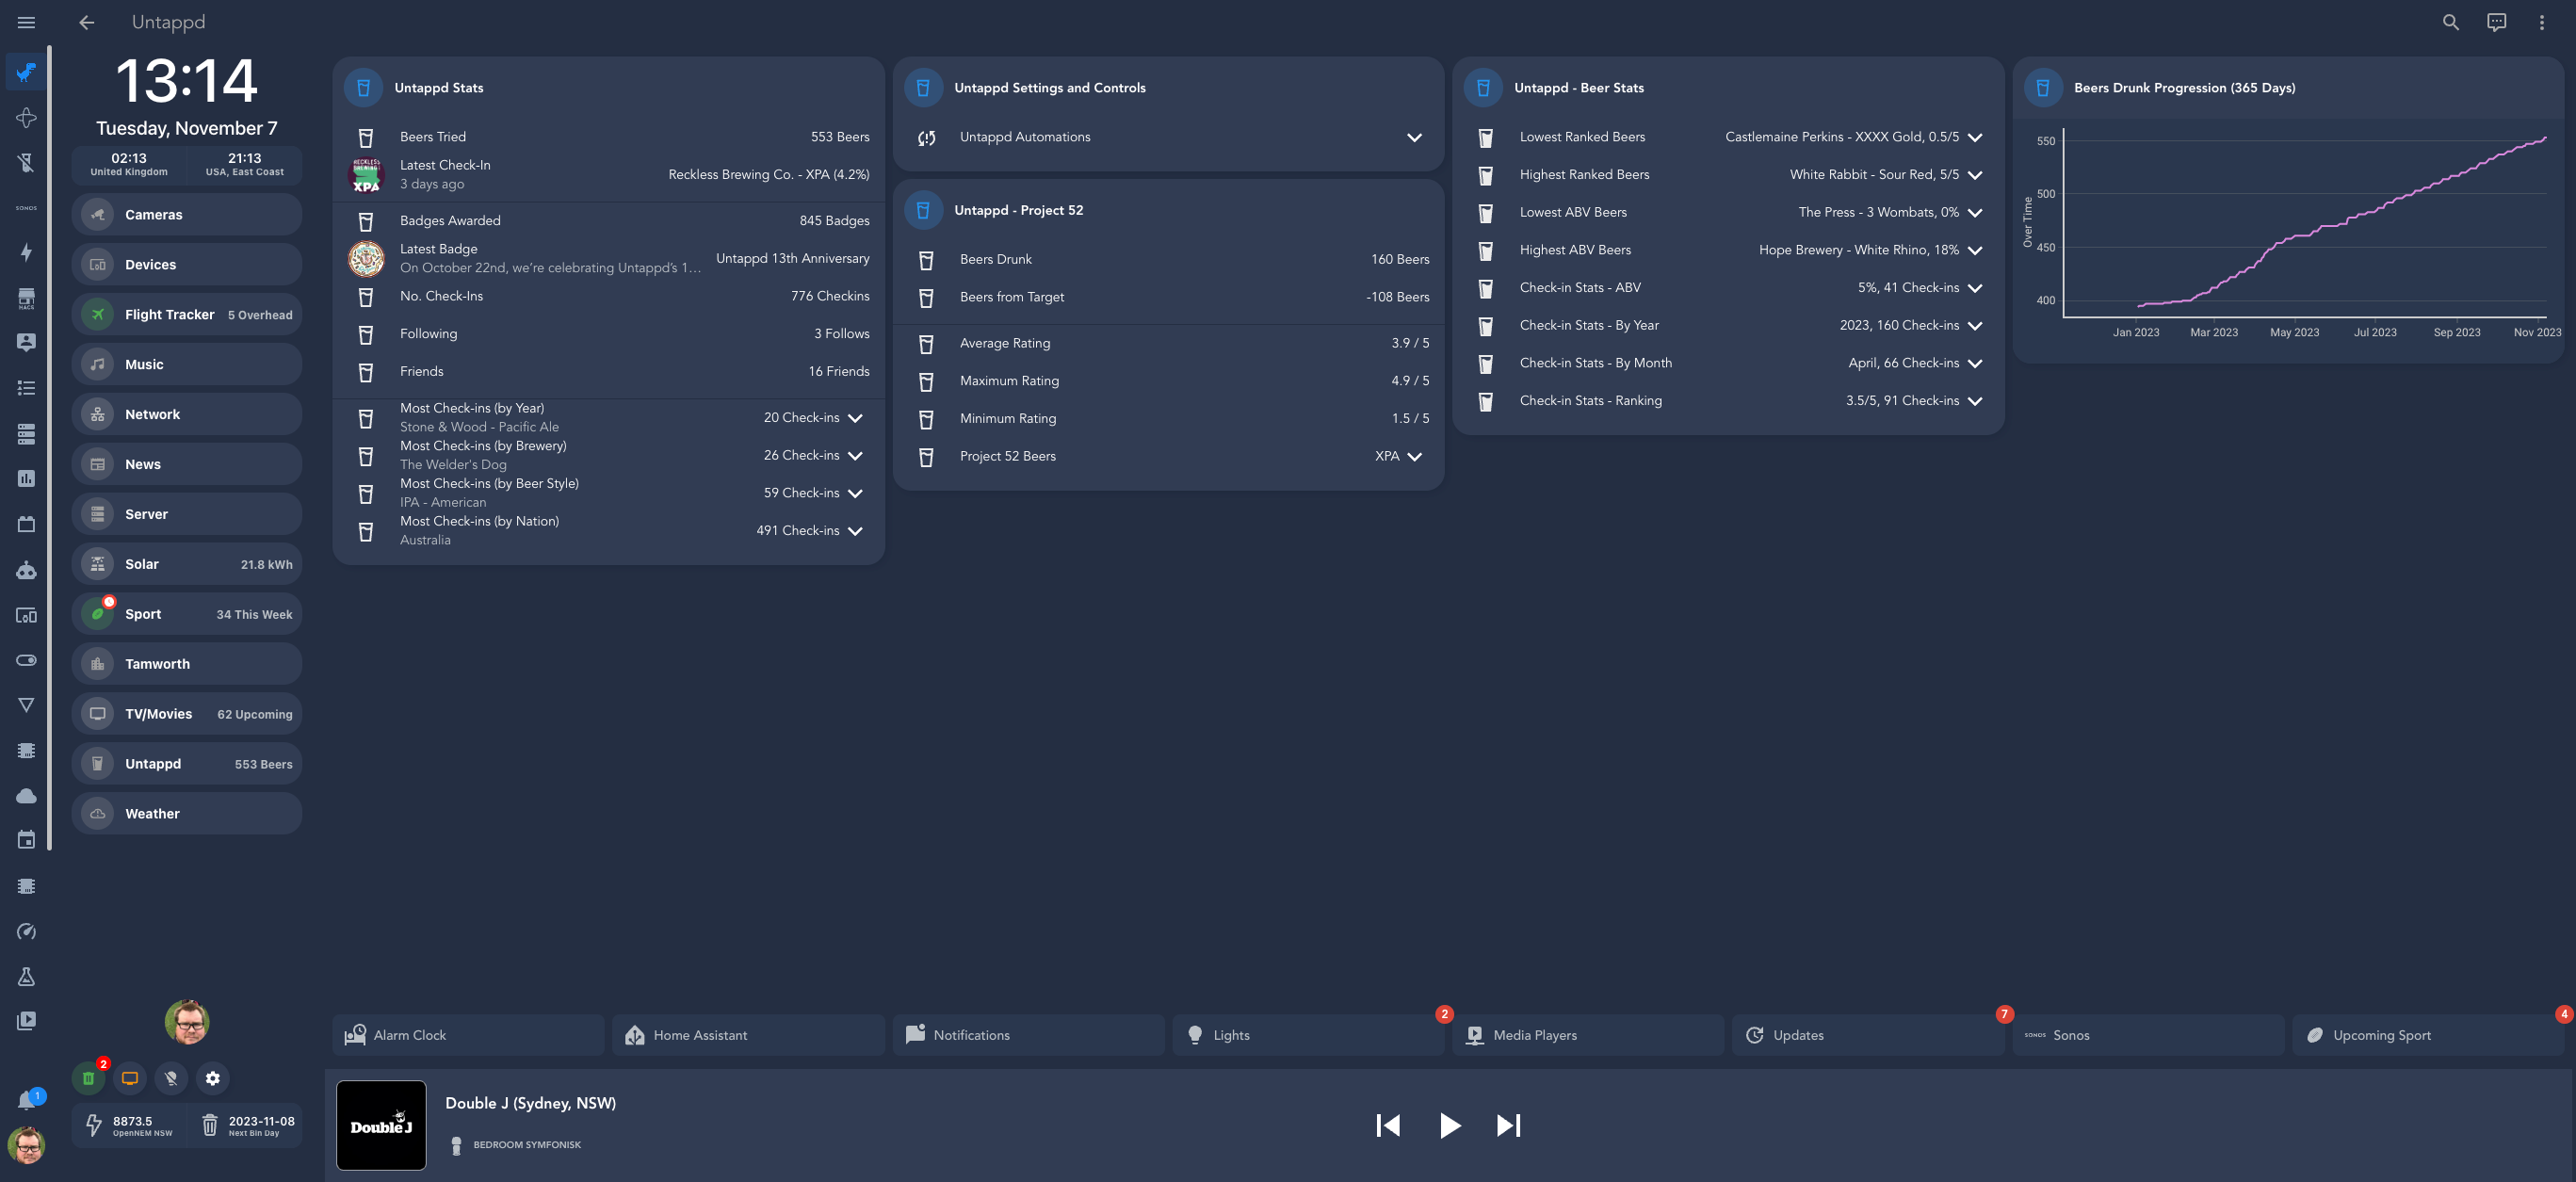 Untappd
13:14
Tuesday, November 7
02:13
United Kingdom
21:13
USA, East Coast
Cameras
Devices
Flight Tracker 5 Overhead
Music
Network
News
Server
Solar 21.8 kWh
Sport 34 This Week
Tamworth
TV/Movies 62 Upcoming
Untappd 553 Beers
Weather
SONOS
HACS
2
1
8873.5
OpenNEM NSW
2023-11-08
Next Bin Day
Untappd Stats
Beers Tried 553 Beers
RECKLESS
BREWING
XPA
Latest Check-In
3 days ago
Reckless Brewing Co. - XPA (4.2%)
Badges Awarded 845 Badges
Latest Badge
On October 22nd, we're celebrating Untappd's 1...
Untappd 13th Anniversary
No. Check-Ins 776 Checkins
Following 3 Follows
Friends 16 Friends
Most Check-ins (by Year)
Stone & Wood - Pacific Ale
20 Check-ins
Most Check-ins (by Brewery)
The Welder's Dog
26 Check-ins
Most Check-ins (by Beer Style)
IPA - American
59 Check-ins
Most Check-ins (by Nation)
Australia
491 Check-ins
Untappd Settings and Controls
Untappd Automations
Untappd - Project 52
Beers Drunk 160 Beers
Beers from Target -108 Beers
Average Rating 3.9 / 5
Maximum Rating 4.9 / 5
Minimum Rating 1.5 / 5
Project 52 Beers XPA
Untappd - Beer Stats
Lowest Ranked Beers Castlemaine Perkins - XXXX Gold, 0.5/5
Highest Ranked Beers White Rabbit - Sour Red, 5/5
Lowest ABV Beers The Press - 3 Wombats, 0%
Highest ABV Beers Hope Brewery - White Rhino, 18%
Check-in Stats - ABV 5%, 41 Check-ins
Check-in Stats - By Year 2023, 160 Check-ins
Check-in Stats - By Month April, 66 Check-ins
Check-in Stats - Ranking 3.5/5, 91 Check-ins
Beers Drunk Progression (365 Days)
Over Time
550
500
450
400
Jan 2023 Mar 2023 May 2023 Jul 2023 Sep 2023 Nov 2023
Alarm Clock
Home Assistant
Notifications
Lights
2
Media Players
Updates
7
SONOS Sonos
Upcoming Sport
4
Double J
Double J (Sydney, NSW)
BEDROOM SYMFONISK